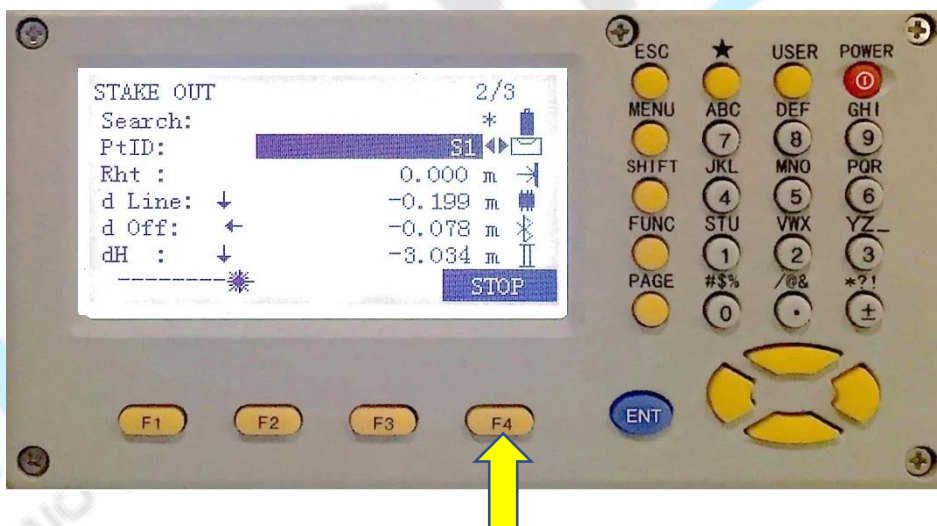 STAKE OUT 2/3
Search: *
PtID: S1
Rht : 0.000 m
d Line: ↓ -0.199 m
d Off: ← -0.078 m
dH : ↓ -3.034 m
---------☀ STOP
F1 F2 F3 F4
ESC ★ USER POWER
MENU ABC DEF GHI
7 8 9
SHIFT JKL MNO PQR
4 5 6
FUNC STU VWX YZ_
1 2 3
PAGE #$% /@& *?!
0 . ±
ENT